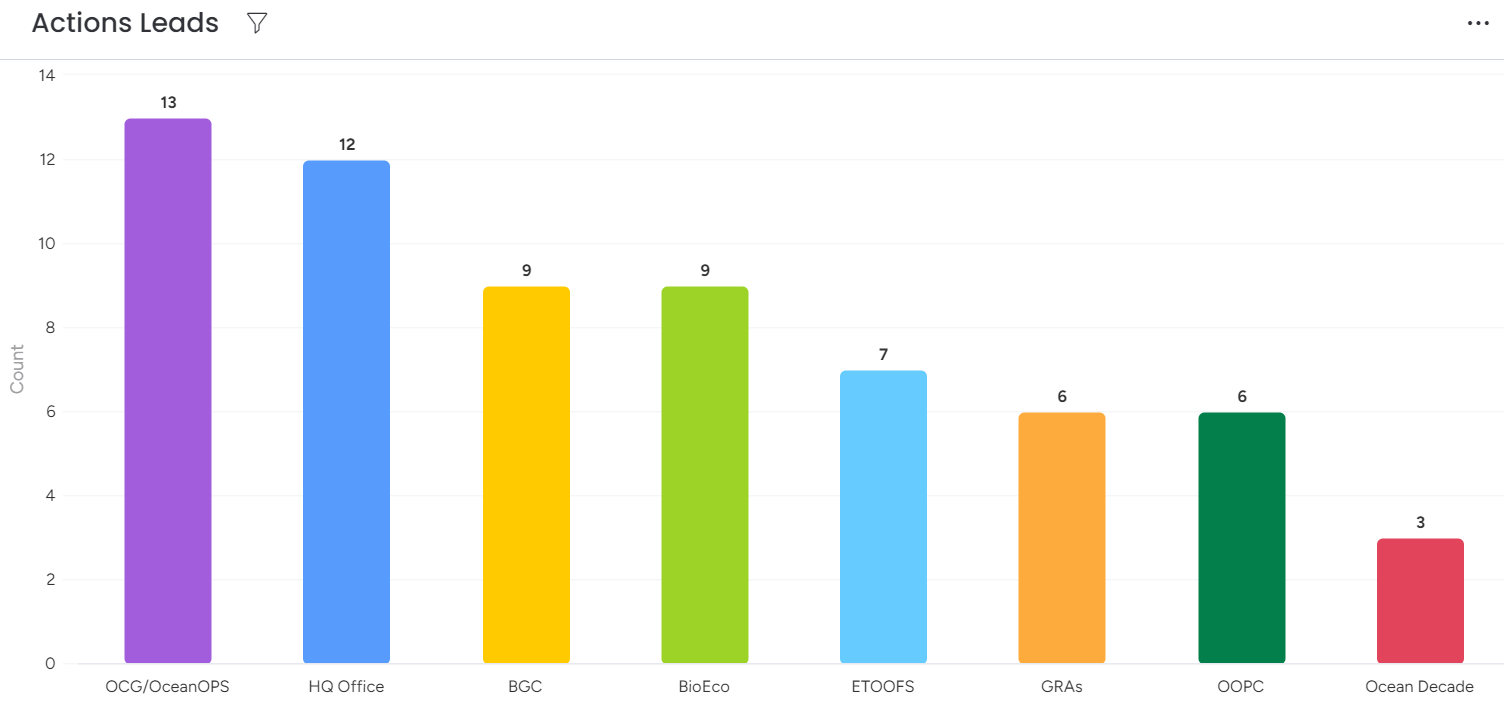 Actions Leads
14
13
12
12
10
9
9
8
7
6
6
6
4
3
2
0
Count
OCG/OceanOPS
HQ Office
BGC
BioEco
ETOOFS
GRAs
OOPC
Ocean Decade